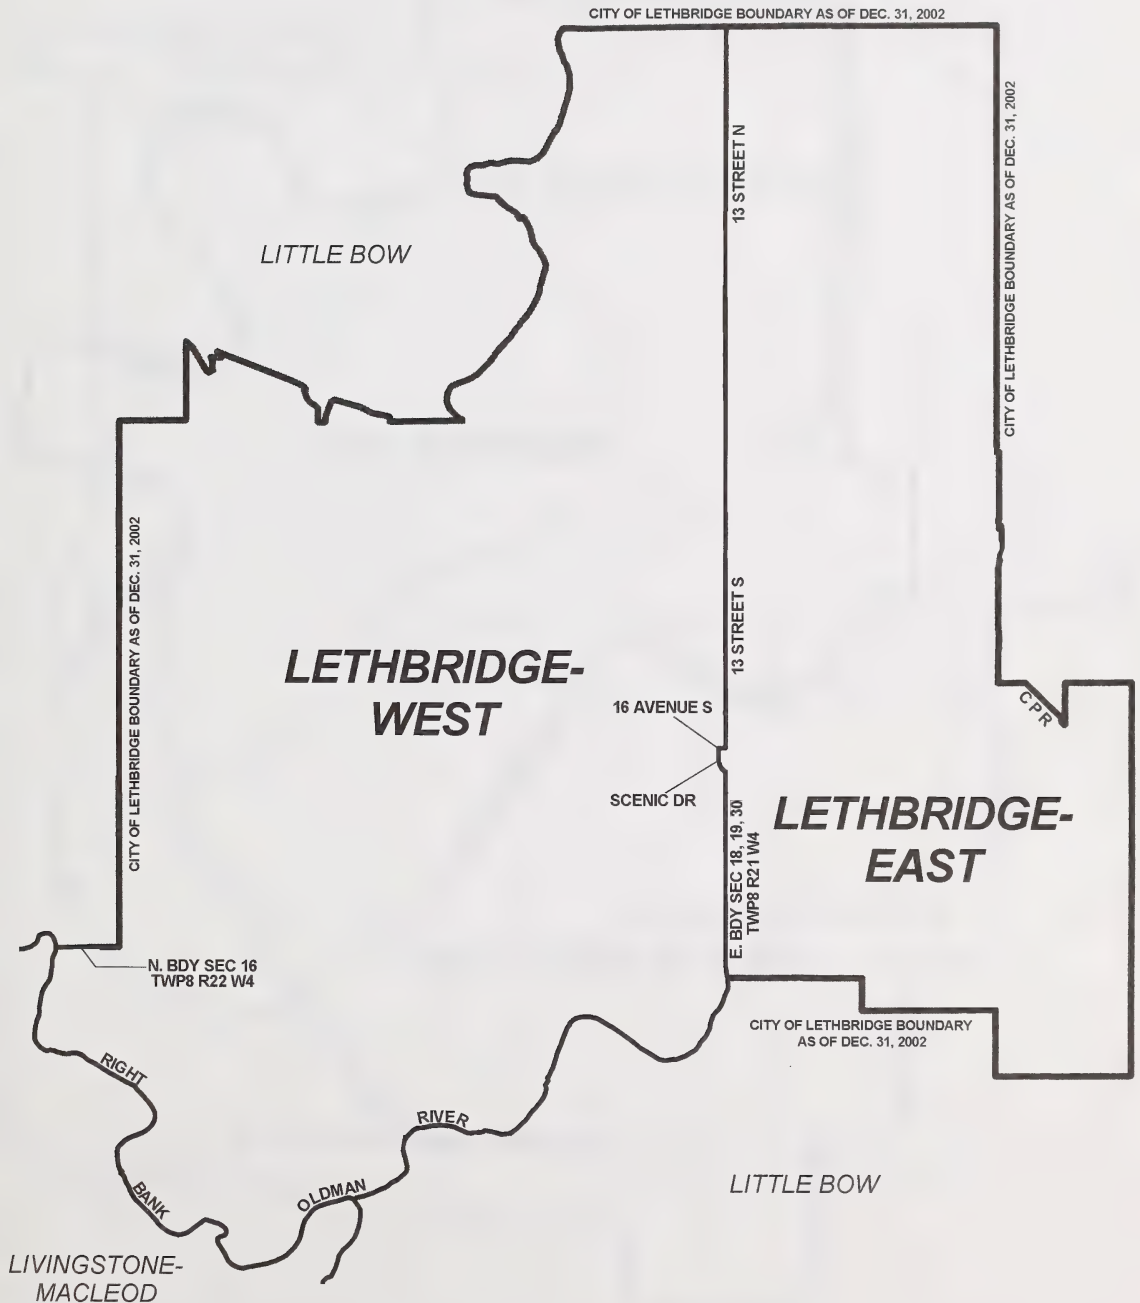 CITY OF LETHBRIDGE BOUNDARY AS OF DEC. 31, 2002
CITY OF LETHBRIDGE BOUNDARY AS OF DEC. 31, 2002
13 STREET N
LITTLE BOW
CITY OF LETHBRIDGE BOUNDARY AS OF DEC. 31, 2002
13 STREET S
LETHBRIDGE-
WEST
16 AVENUE S
CPR
SCENIC DR
LETHBRIDGE-
EAST
E. BDY SEC 18, 19, 30
TWP8 R21 W4
N. BDY SEC 16
TWP8 R22 W4
CITY OF LETHBRIDGE BOUNDARY
AS OF DEC. 31, 2002
RIGHT
RIVER
BANK
OLDMAN
LITTLE BOW
LIVINGSTONE-
MACLEOD